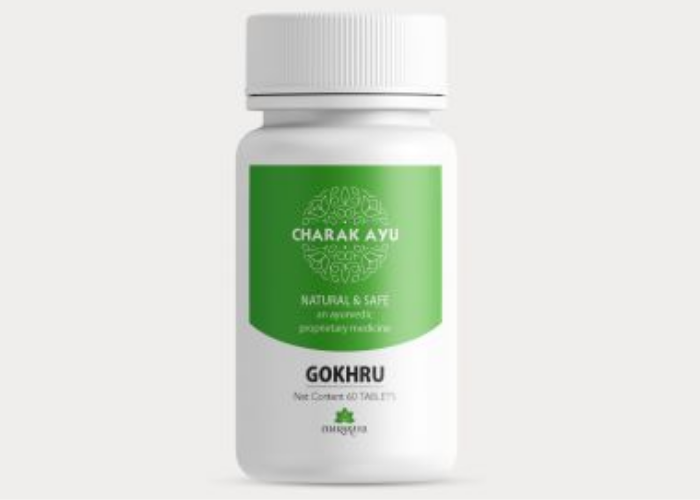 CHARAK AYU
NATURAL & SAFE
an ayurvedic
proprietary medicine
GOKHRU
Net Content 60 TABLETS